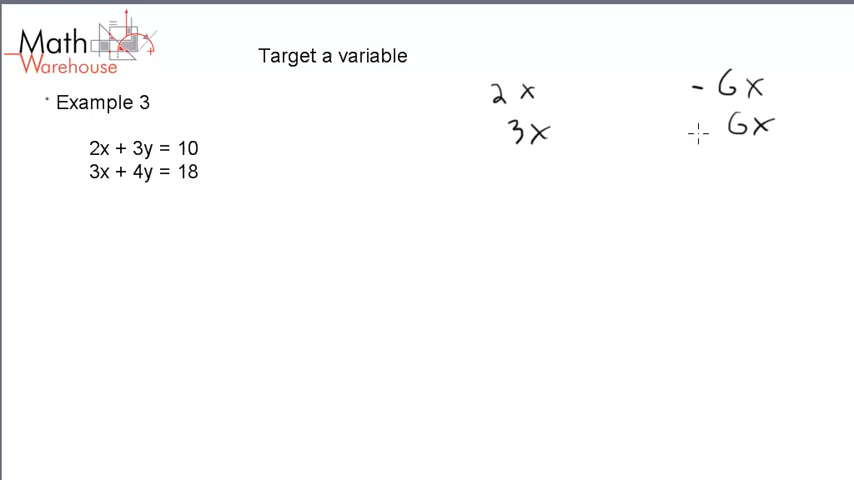 Math
Warehouse
Target a variable
Example 3
2x + 3y = 10
3x + 4y = 18
2x
3x
- 6x
6x